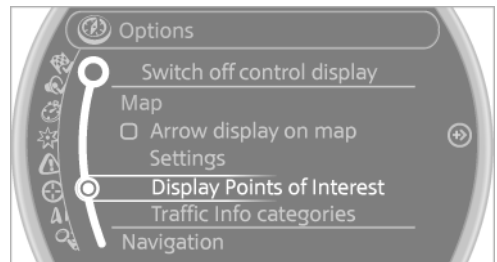 Options
Switch off control display
Map
Arrow display on map
Settings
Display Points of Interest
Traffic Info categories
Navigation